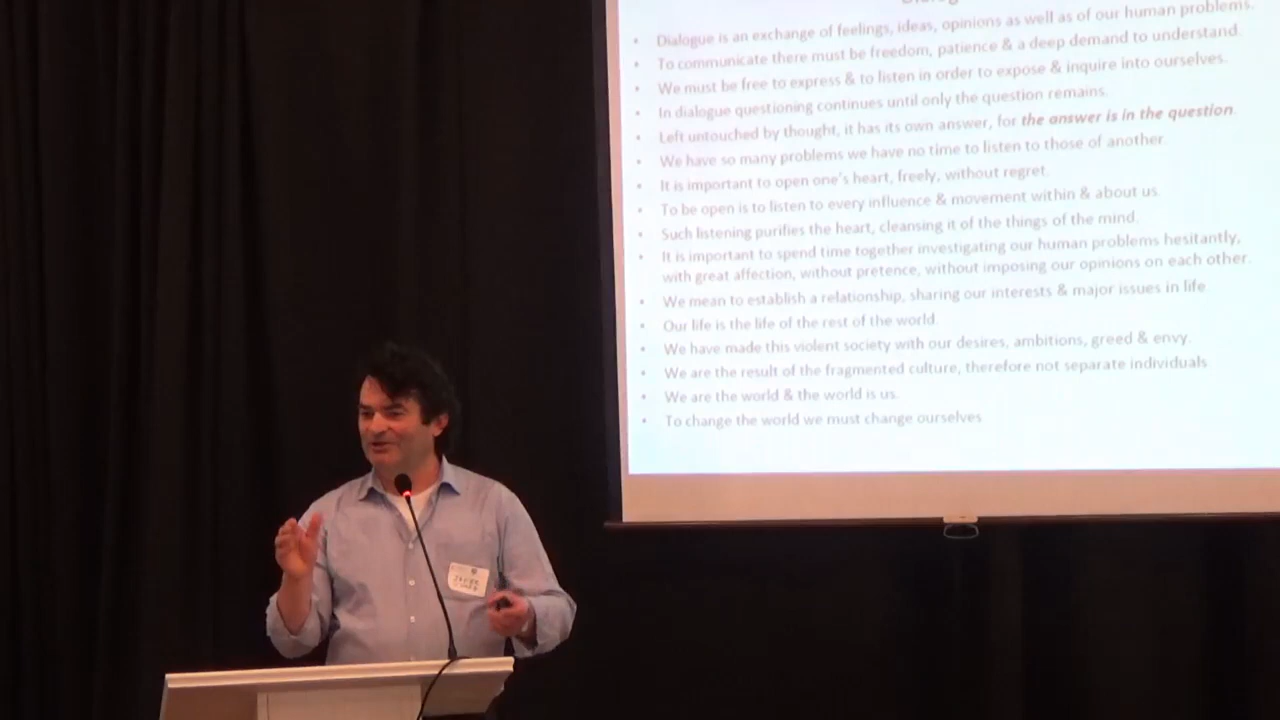 Dialog
• Dialogue is an exchange of feelings, ideas, opinions as well as of our human problems.
• To communicate there must be freedom, patience & a deep demand to understand.
• We must be free to express & to listen in order to expose & inquire into ourselves.
• In dialogue questioning continues until only the question remains.
• Left untouched by thought, it has its own answer, for the answer is in the question.
• We have so many problems we have no time to listen to those of another.
• It is important to open one's heart, freely, without regret.
• To be open is to listen to every influence & movement within & about us.
• Such listening purifies the heart, cleansing it of the things of the mind.
• It is important to spend time together investigating our human problems hesitantly,
with great affection, without pretence, without imposing our opinions on each other.
• We mean to establish a relationship, sharing our interests & major issues in life
• Our life is the life of the rest of the world.
• We have made this violent society with our desires, ambitions, greed & envy.
• We are the result of the fragmented culture, therefore not separate individuals
• We are the world & the world is us.
• To change the world we must change ourselves